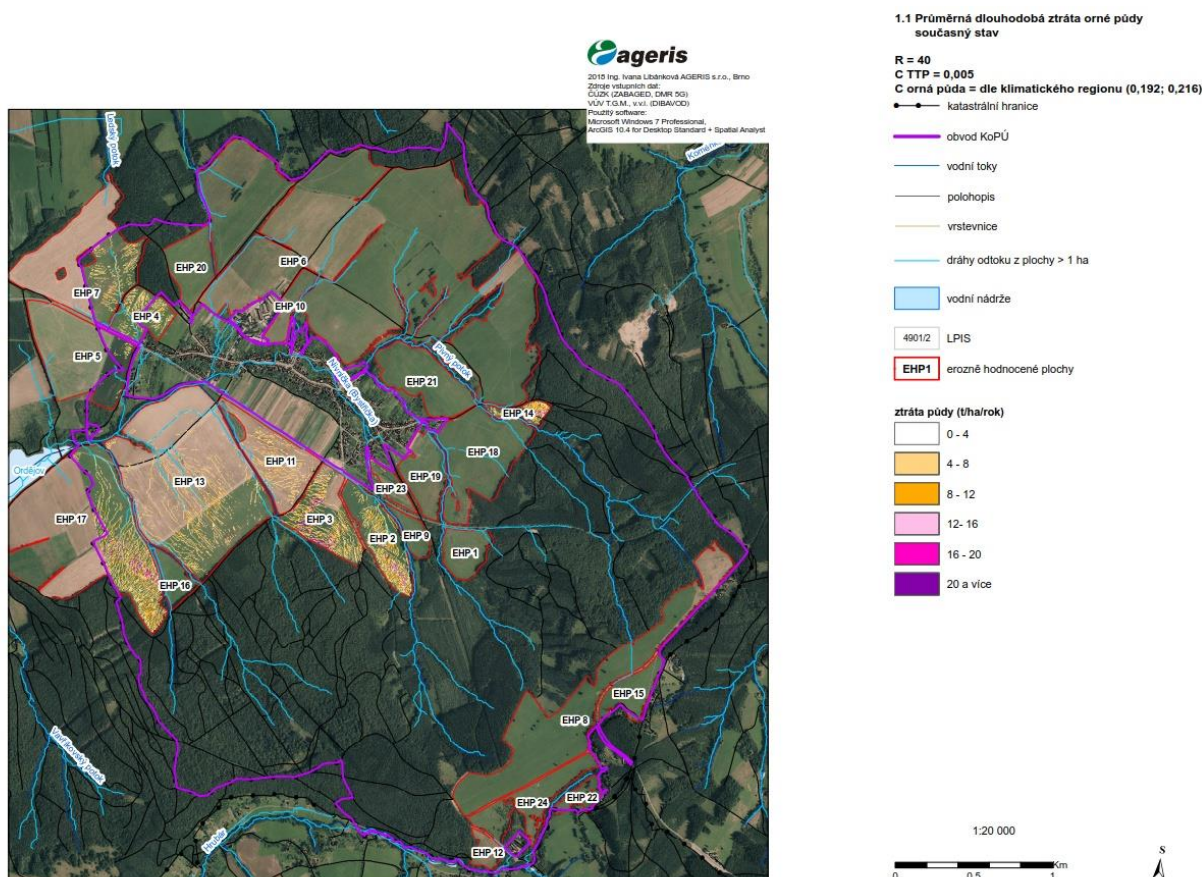 1.1 Průměrná dlouhodobá ztráta orné půdy
současný stav
R = 40
C TTP = 0,005
C orná půda = dle klimatického regionu (0,192; 0,216)
katastrální hranice
obvod KoPÚ
vodní toky
polohopis
vrstevnice
dráhy odtoku z plochy > 1 ha
vodní nádrže
4901/2 LPIS
EHP1 erozně hodnocené plochy
ztráta půdy (t/ha/rok)
0 - 4
4 - 8
8 - 12
12- 16
16 - 20
20 a více
1:20 000
0 0.5 1 Km
S
ageris
2018 Ing. Ivana Libánková AGERIS s.r.o., Brno
Zdroje vstupních dat:
ČÚZK (ZABAGED, DMR 5G)
VÚV T.G.M., v.v.i. (DIBAVOD)
Použitý software:
Microsoft Windows 7 Professional,
ArcGIS 10.4 for Desktop Standard + Spatial Analyst
EHP 20
EHP 6
EHP 7
EHP 10
EHP 4
EHP 5
Nivnička (Bystřička)
Pivný potok
EHP 21
EHP 14
EHP 18
EHP 11
Ordějov
EHP 13
EHP 19
EHP 23
EHP 17
EHP 3
EHP 2
EHP 9
EHP 1
EHP 16
EHP 15
EHP 8
Vavříkovský potok
EHP 24
EHP 22
Hrubár
EHP 12